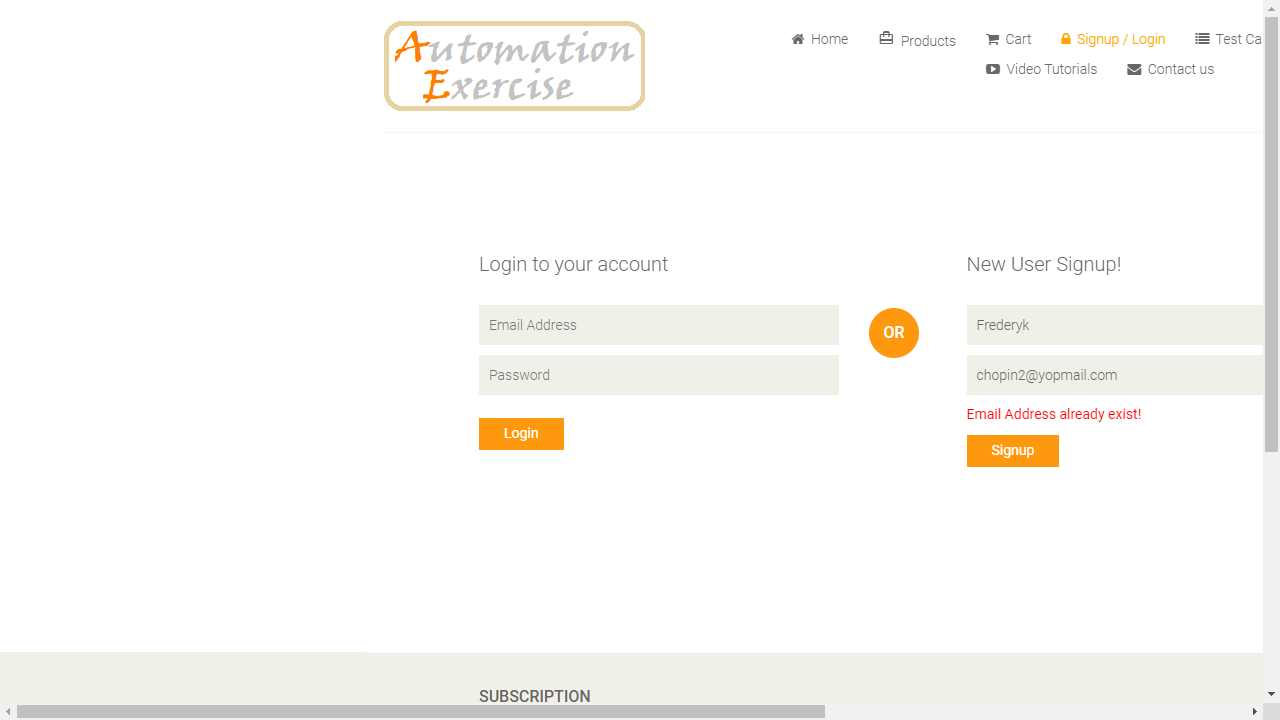 Automation
Exercise
Home
Products
Cart
Signup / Login
Test Ca
Video Tutorials
Contact us
Login to your account
Email Address
Password
Login
OR
New User Signup!
Frederyk
chopin2@yopmail.com
Email Address already exist!
Signup
SUBSCRIPTION